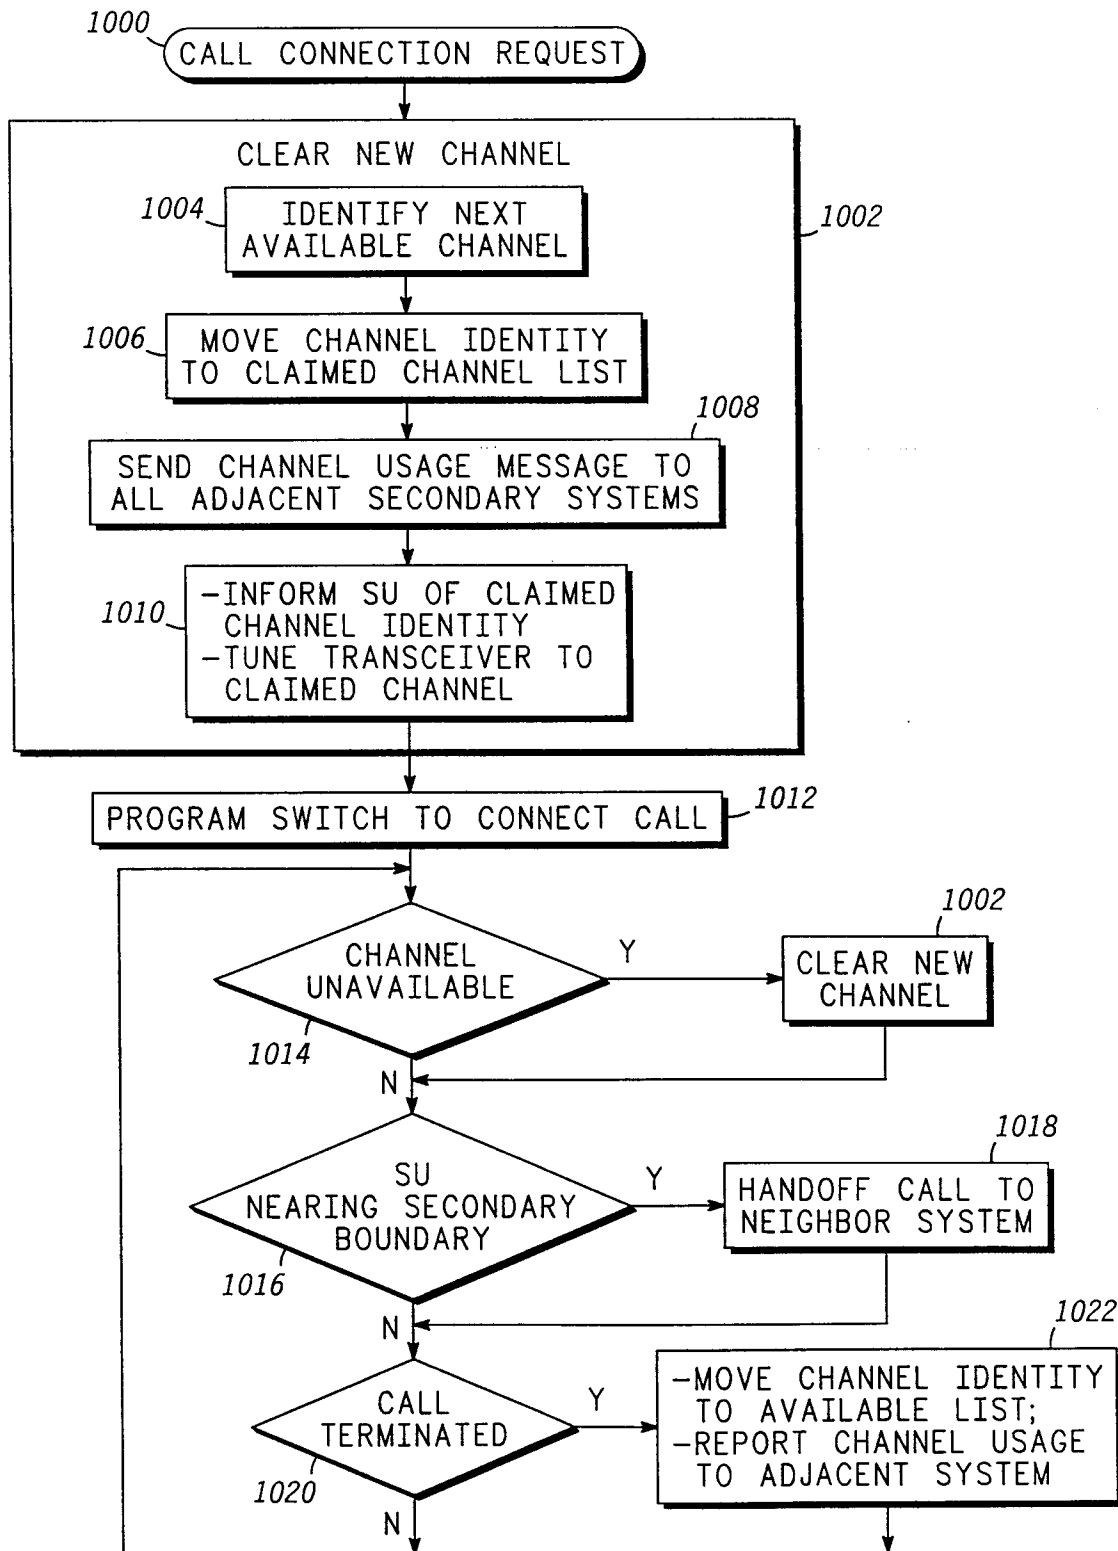 1000
CALL CONNECTION REQUEST
CLEAR NEW CHANNEL
1004
IDENTIFY NEXT
AVAILABLE CHANNEL
1002
1006
MOVE CHANNEL IDENTITY
TO CLAIMED CHANNEL LIST
1008
SEND CHANNEL USAGE MESSAGE TO
ALL ADJACENT SECONDARY SYSTEMS
1010
-INFORM SU OF CLAIMED
CHANNEL IDENTITY
-TUNE TRANSCEIVER TO
CLAIMED CHANNEL
PROGRAM SWITCH TO CONNECT CALL
1012
CHANNEL
UNAVAILABLE
1014
Y
1002
CLEAR NEW
CHANNEL
N
SU
NEARING SECONDARY
BOUNDARY
1016
Y
1018
HANDOFF CALL TO
NEIGHBOR SYSTEM
N
CALL
TERMINATED
1020
Y
1022
-MOVE CHANNEL IDENTITY
TO AVAILABLE LIST;
-REPORT CHANNEL USAGE
TO ADJACENT SYSTEM
N